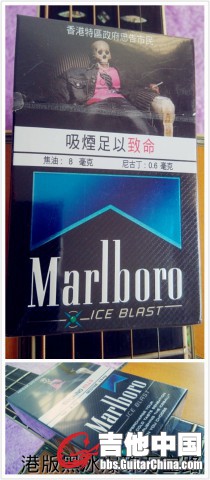 香港特區政府忠告市民
吸煙足以致命
焦油：8 毫克 尼古丁：0.6 毫克
Marlboro
ICE BLAST
Marlboro
吉他中国
bbs.GuitarChina.com
港版黑冰